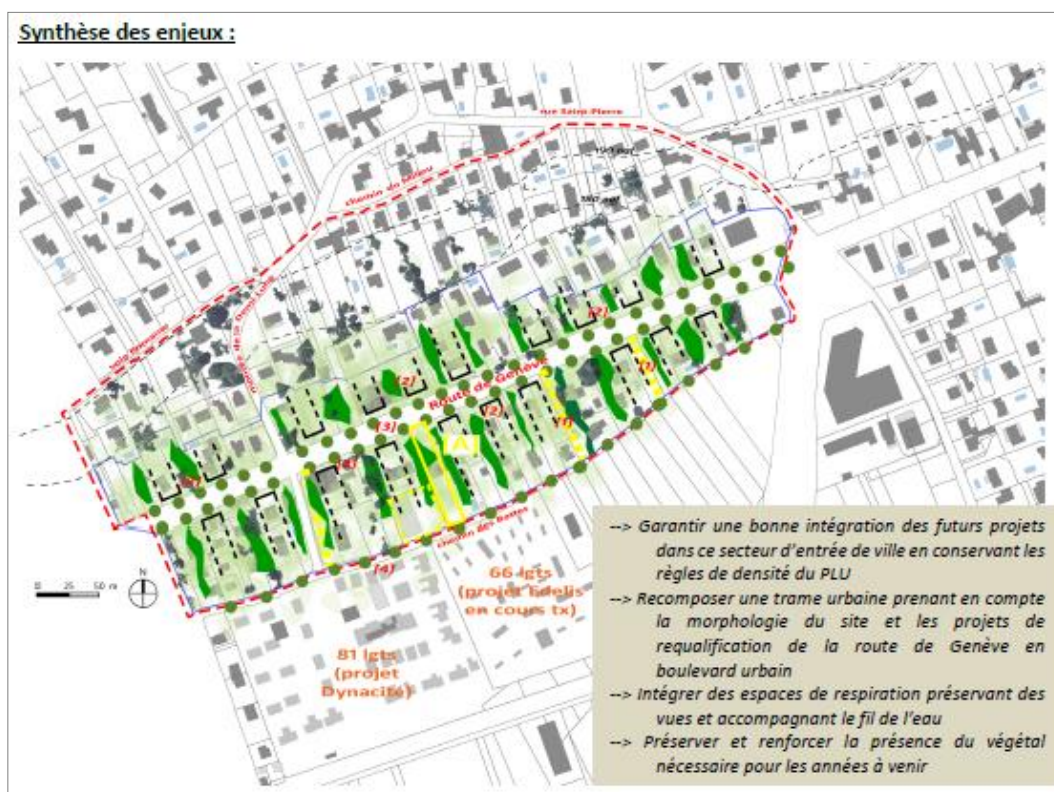 Synthèse des enjeux :
rue Saint-Pierre
chemin du Milieu
Route de Genève
[2]
[2]
[1]
[3]
[2]
[1]
[A]
chemin des Battes
[4]
0 25 50 m
N
66 lgts
(projet Edelis
en cours tx)
81 lgts
(projet
Dynacité)
--> Garantir une bonne intégration des futurs projets
dans ce secteur d'entrée de ville en conservant les
règles de densité du PLU
--> Recomposer une trame urbaine prenant en compte
la morphologie du site et les projets de
requalification de la route de Genève en
boulevard urbain
--> Intégrer des espaces de respiration préservant des
vues et accompagnant le fil de l'eau
--> Préserver et renforcer la présence du végétal
nécessaire pour les années à venir